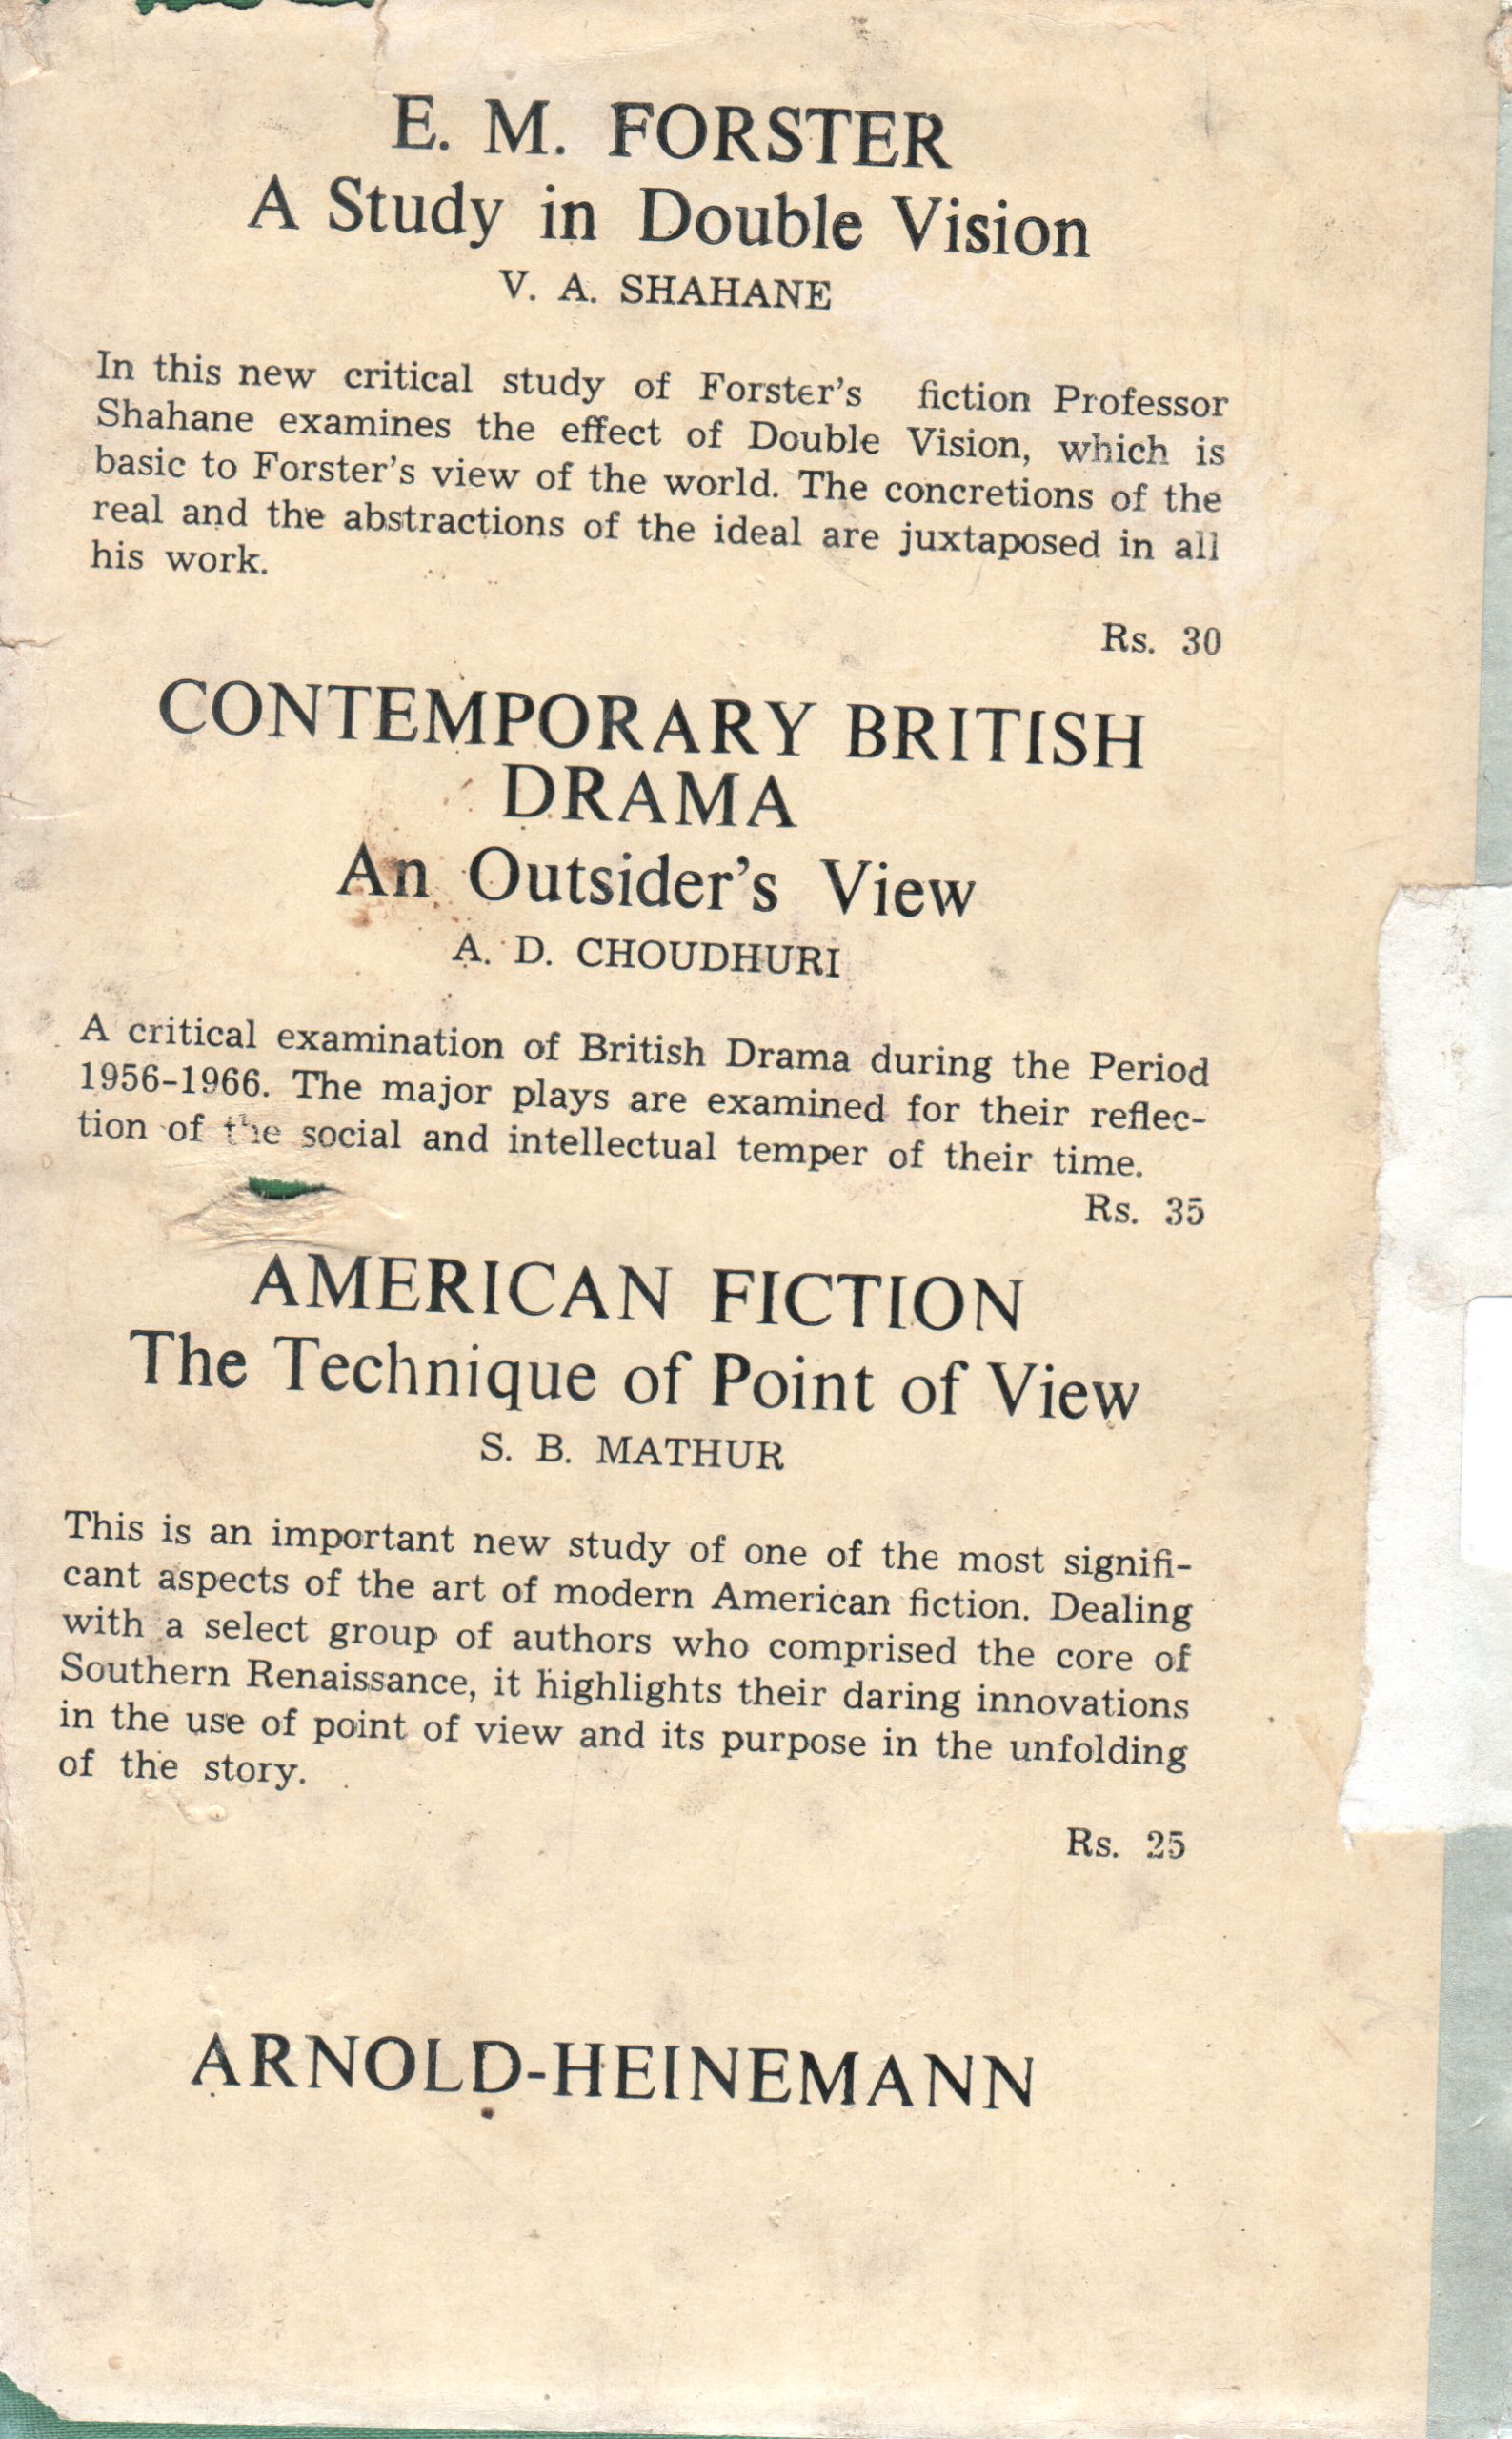 E. M. FORSTER
A Study in Double Vision
V. A. SHAHANE
In this new critical study of Forster's fiction Professor
Shahane examines the effect of Double Vision, which is
basic to Forster's view of the world. The concretions of the
real and the abstractions of the ideal are juxtaposed in all
his work.
Rs. 30
CONTEMPORARY BRITISH
DRAMA
An Outsider's View
A. D. CHOUDHURI
A critical examination of British Drama during the Period
1956-1966. The major plays are examined for their reflec-
tion of the social and intellectual temper of their time.
Rs. 35
AMERICAN FICTION
The Technique of Point of View
S. B. MATHUR
This is an important new study of one of the most signifi-
cant aspects of the art of modern American fiction. Dealing
with a select group of authors who comprised the core of
Southern Renaissance, it highlights their daring innovations
in the use of point of view and its purpose in the unfolding
of the story.
Rs. 25
ARNOLD-HEINEMANN